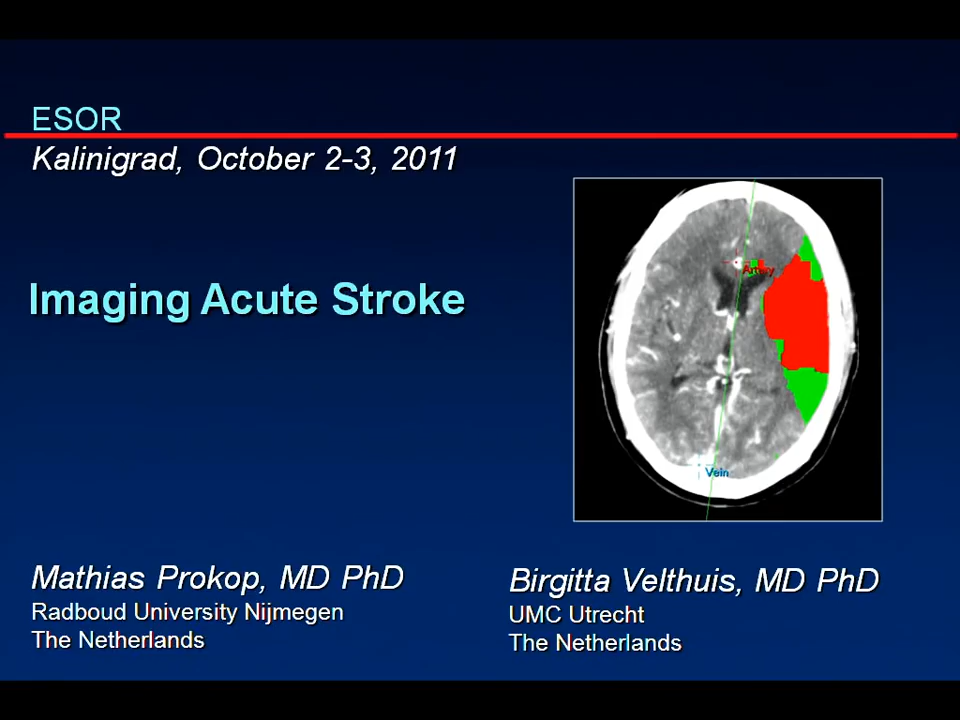 ESOR
Kalinigrad, October 2-3, 2011
Imaging Acute Stroke
Artery
Vein
Mathias Prokop, MD PhD
Radboud University Nijmegen
The Netherlands
Birgitta Velthuis, MD PhD
UMC Utrecht
The Netherlands